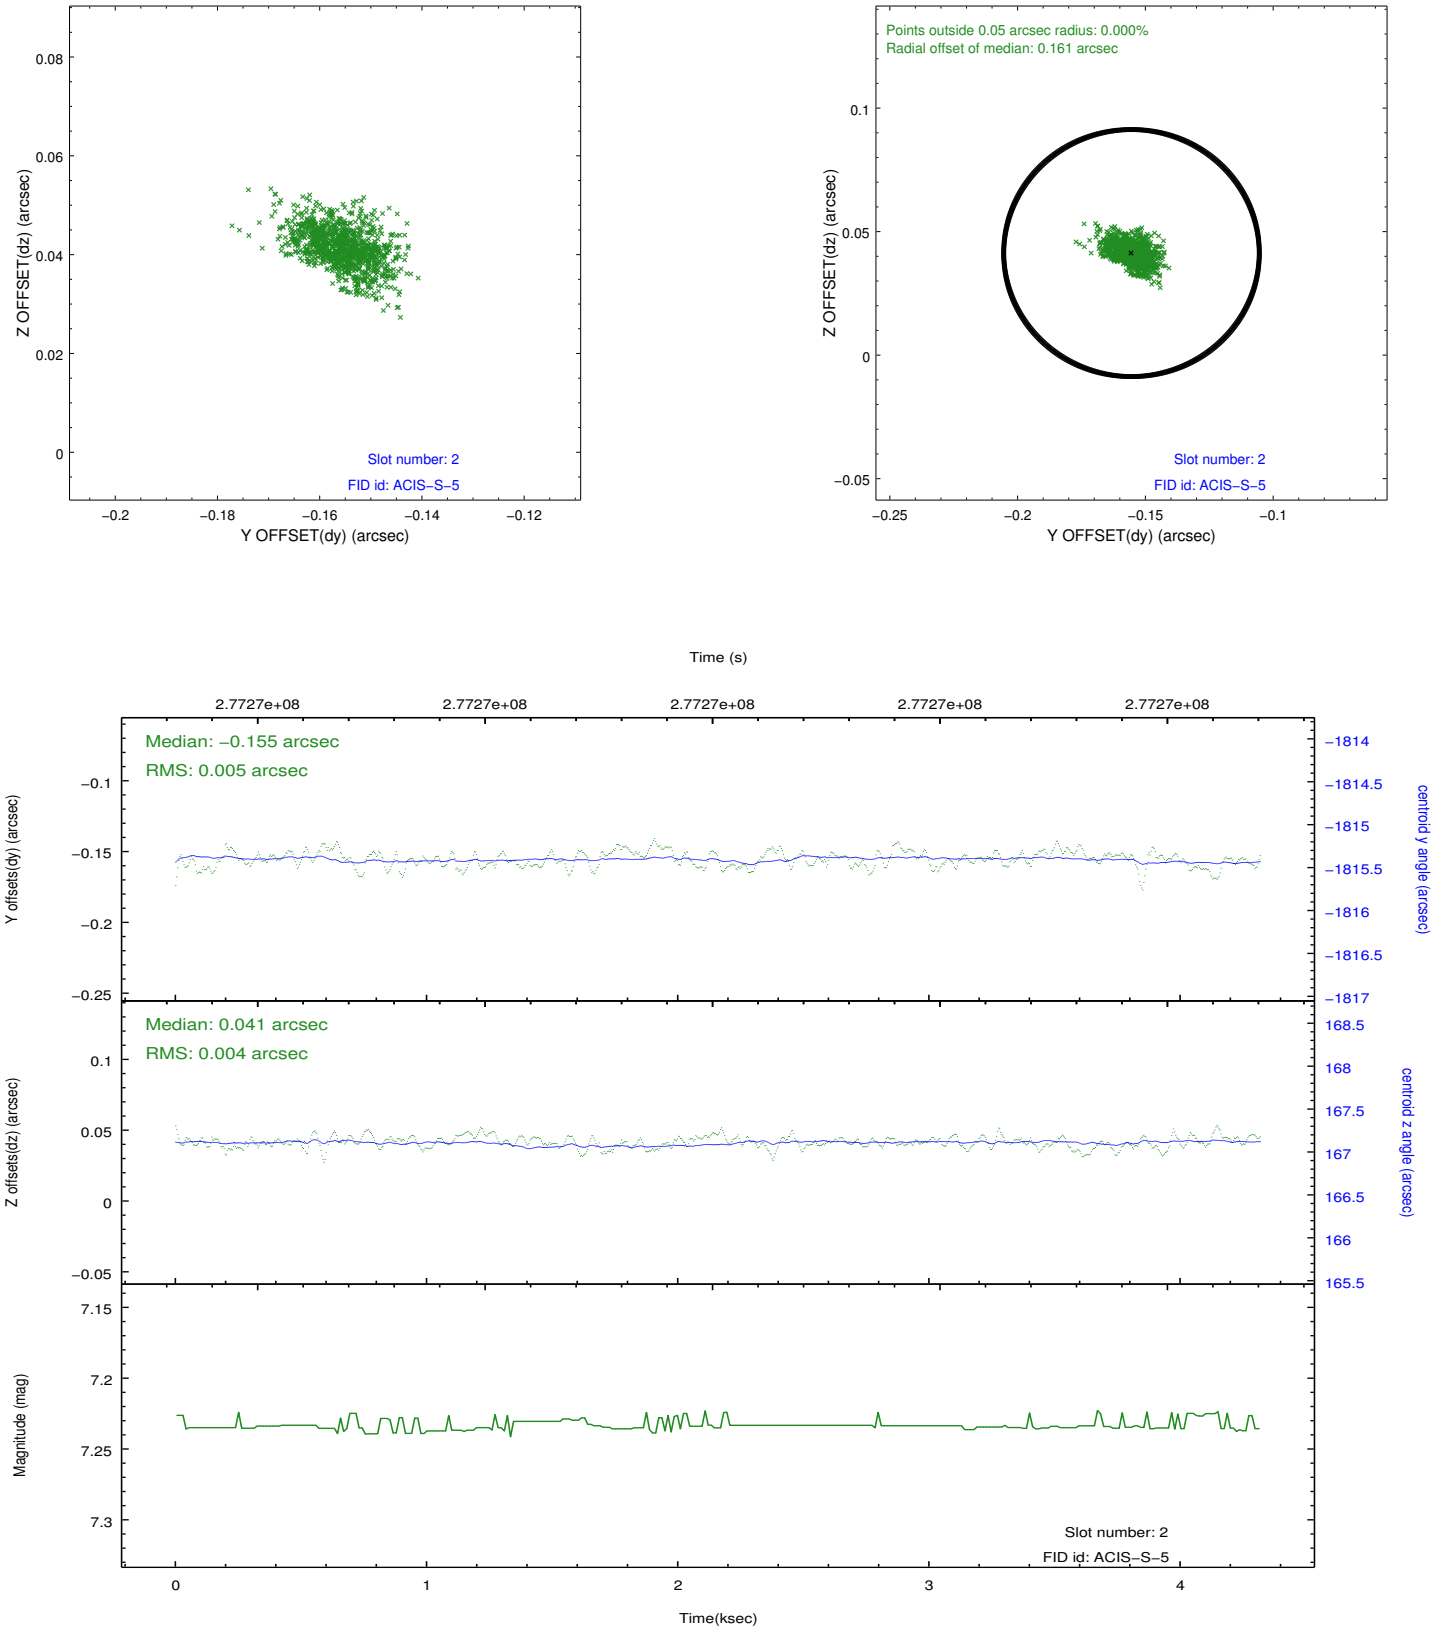 0.08
0.06
0.04
0.02
0
Z OFFSET(dz) (arcsec)
Slot number: 2
FID id: ACIS−S−5
−0.2
−0.18
−0.16
−0.14
−0.12
Y OFFSET(dy) (arcsec)
Points outside 0.05 arcsec radius: 0.000%
Radial offset of median: 0.161 arcsec
0.1
0.05
0
−0.05
Z OFFSET(dz) (arcsec)
Slot number: 2
FID id: ACIS−S−5
−0.25
−0.2
−0.15
−0.1
Y OFFSET(dy) (arcsec)
Time (s)
2.7727e+08
2.7727e+08
2.7727e+08
2.7727e+08
2.7727e+08
Median: −0.155 arcsec
RMS: 0.005 arcsec
−0.1
−0.15
−0.2
−0.25
Y offsets(dy) (arcsec)
−1814
−1814.5
−1815
−1815.5
−1816
−1816.5
−1817
centroid y angle (arcsec)
Median: 0.041 arcsec
RMS: 0.004 arcsec
0.1
0.05
0
−0.05
Z offsets(dz) (arcsec)
168.5
168
167.5
167
166.5
166
165.5
centroid z angle (arcsec)
7.15
7.2
7.25
7.3
Magnitude (mag)
Slot number: 2
FID id: ACIS−S−5
0
1
2
3
4
Time(ksec)